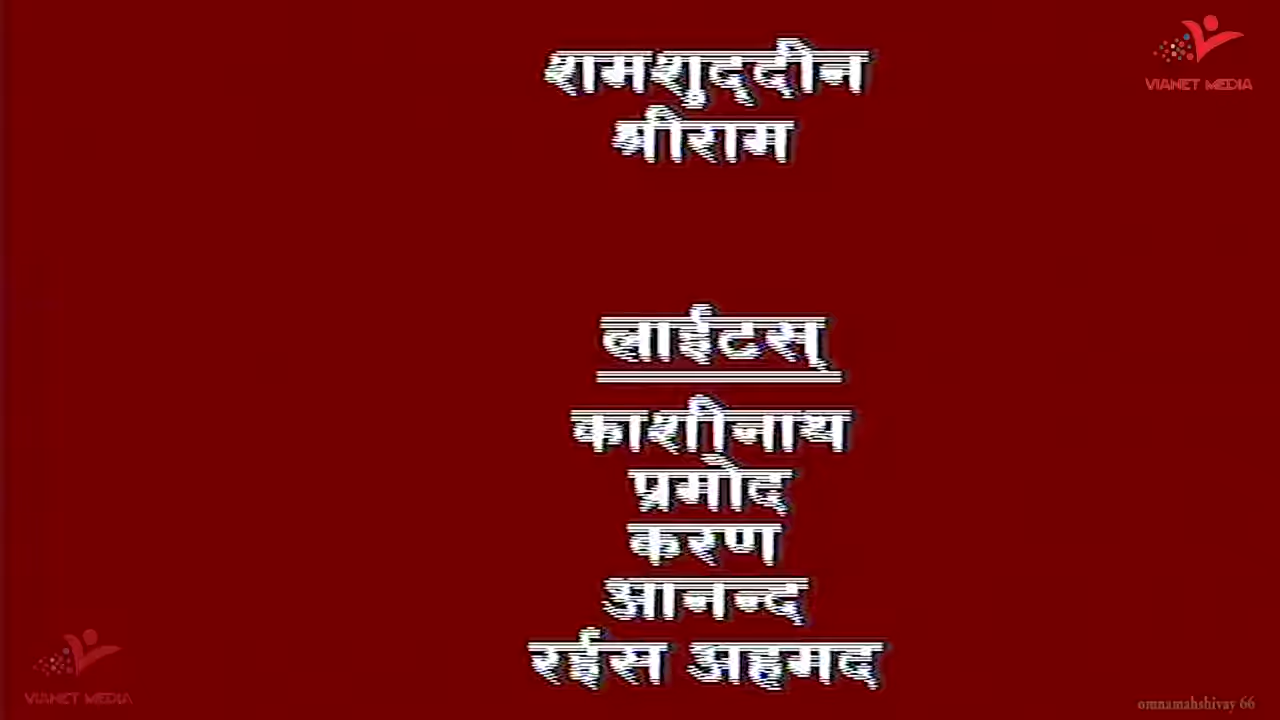 शमशुद्दीन
श्रीराम
लाईटस्
काशीनाथ
प्रमोद
करण
आनन्द
रईस अहमद
VIANET MEDIA
VIANET MEDIA
omnamahshivay 66